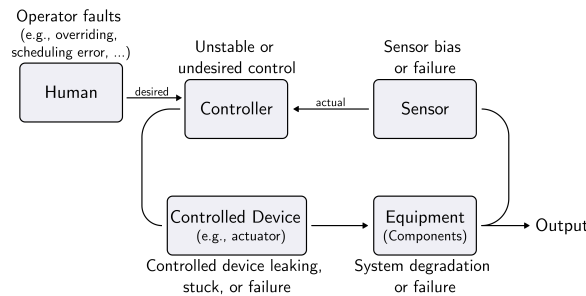 Operator faults
(e.g., overriding,
scheduling error, ...)
Human
desired
Unstable or
undesired control
Controller
actual
Sensor bias
or failure
Sensor
Controlled Device
(e.g., actuator)
Controlled device leaking,
stuck, or failure
Equipment
(Components)
System degradation
or failure
Output